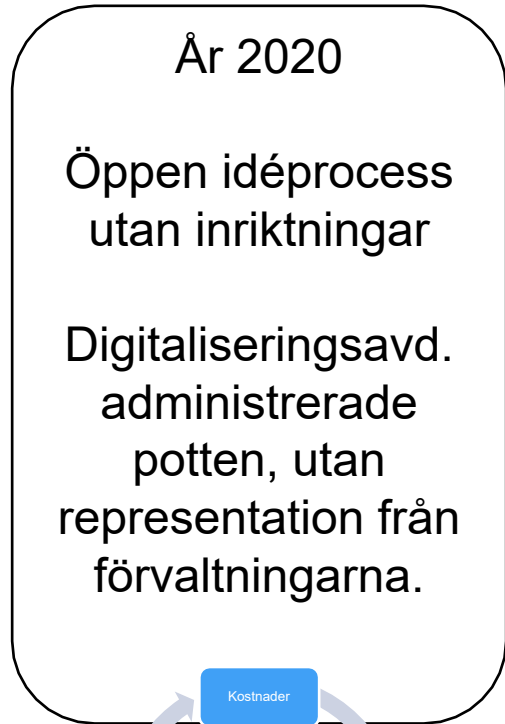 År 2020
Öppen idéprocess
utan inriktningar
Digitaliseringsavd.
administrerade
potten, utan
representation från
förvaltningarna.
Kostnader